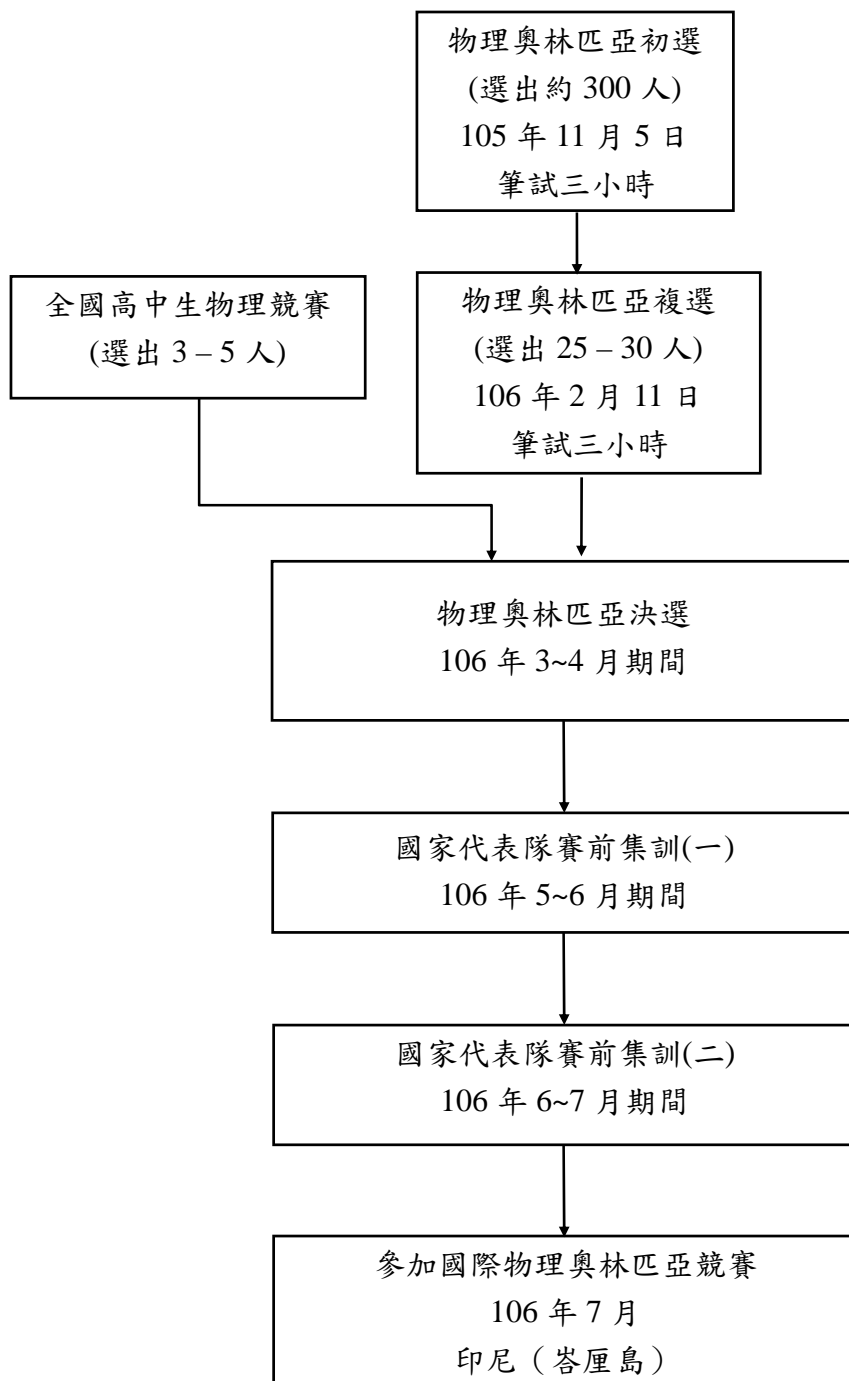 物理奧林匹亞初選
(選出約 300 人)
105 年 11 月 5 日
筆試三小時
全國高中生物理競賽
(選出 3 – 5 人)
物理奧林匹亞複選
(選出 25 – 30 人)
106 年 2 月 11 日
筆試三小時
物理奧林匹亞決選
106 年 3~4 月期間
國家代表隊賽前集訓(一)
106 年 5~6 月期間
國家代表隊賽前集訓(二)
106 年 6~7 月期間
參加國際物理奧林匹亞競賽
106 年 7 月
印尼（峇厘島）